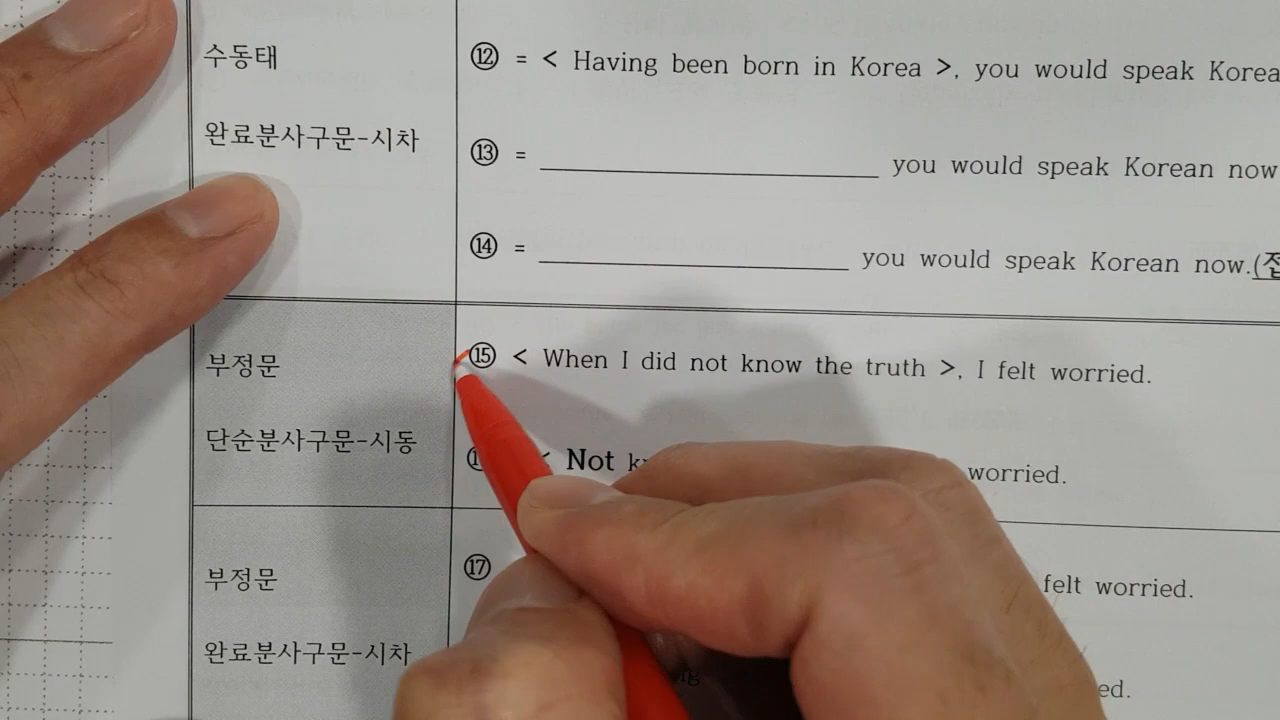 수동태
⑫ = < Having been born in Korea >, you would speak
완료분사구문-시차
⑬ = you would speak Korean now
⑭ = you would speak Korean now.
부정문
⑮ < When I did not know the truth >, I felt worried.
단순분사구문-시동
< Not worried.
부정문
⑰ felt worried.
완료분사구문-시차